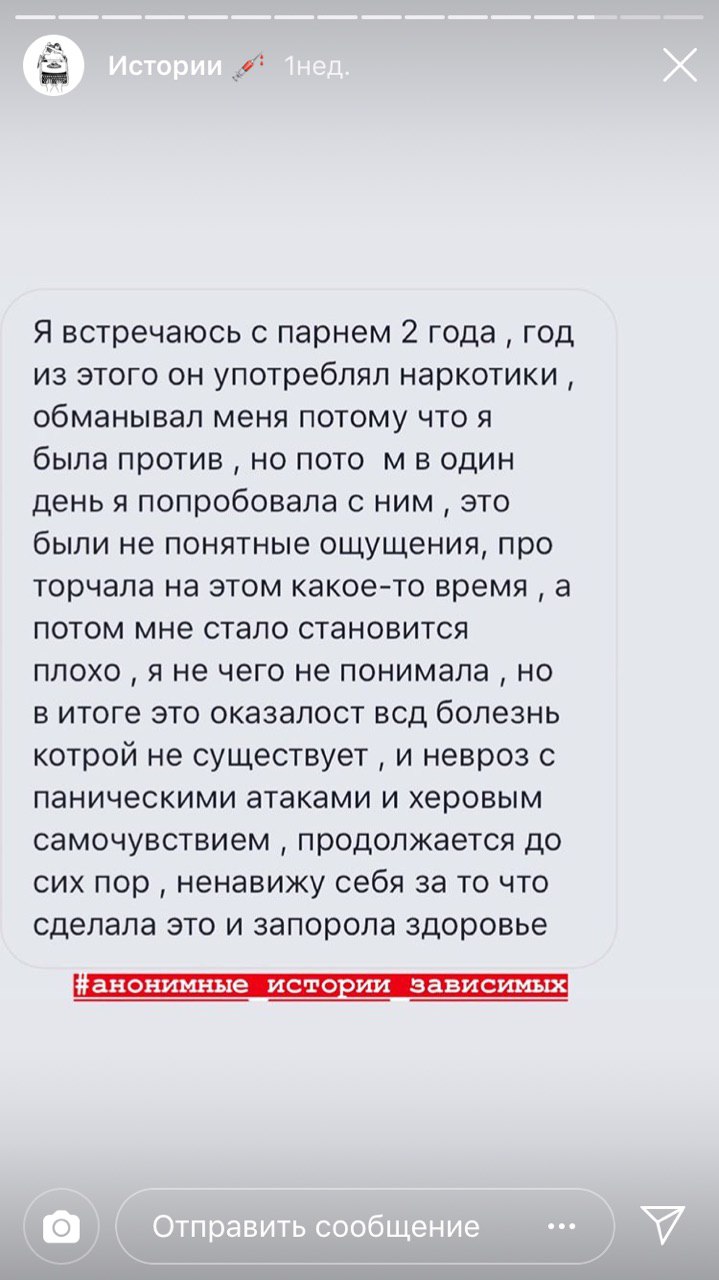 Истории 1нед.
Я встречаюсь с парнем 2 года , год
из этого он употреблял наркотики ,
обманывал меня потому что я
была против , но пото  м в один
день я попробовала с ним , это
были не понятные ощущения, про
торчала на этом какое-то время , а
потом мне стало становится
плохо , я не чего не понимала , но
в итоге это оказалост всд болезнь
котрой не существует , и невроз с
паническими атаками и херовым
самочувствием , продолжается до
сих пор , ненавижу себя за то что
сделала это и запорола здоровье
#анонимные_истории_зависимых
Отправить сообщение